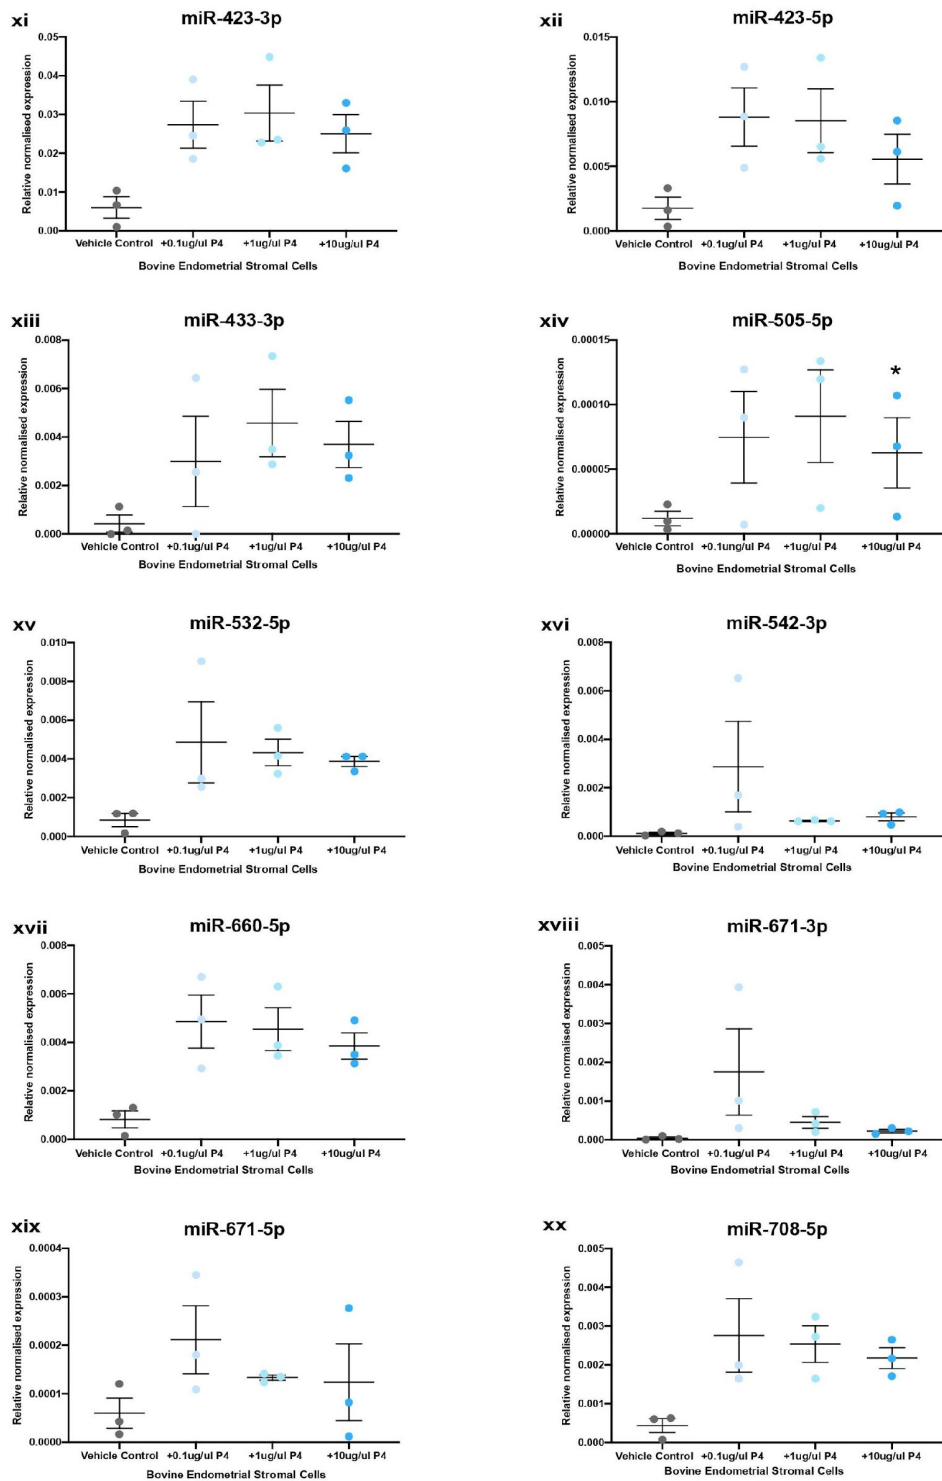 xi
miR-423-3p
Relative normalised expression
0.05
0.04
0.03
0.02
0.01
0.00
Vehicle Control +0.1ug/ul P4 +1ug/ul P4 +10ug/ul P4
Bovine Endometrial Stromal Cells
xii
miR-423-5p
Relative normalised expression
0.015
0.010
0.005
0.000
Vehicle Control +0.1ug/ul P4 +1ug/ul P4 +10ug/ul P4
Bovine Endometrial Stromal Cells
xiii
miR-433-3p
Relative normalised expression
0.008
0.006
0.004
0.002
0.000
Vehicle Control +0.1ug/ul P4 +1ug/ul P4 +10ug/ul P4
Bovine Endometrial Stromal Cells
xiv
miR-505-5p
Relative normalised expression
0.00015
0.00010
0.00005
0.00000
*
Vehicle Control +0.1ung/ul P4 +1ug/ul P4 +10ug/ul P4
Bovine Endometrial Stromal Cells
xv
miR-532-5p
Relative normalised expression
0.010
0.008
0.006
0.004
0.002
0.000
Vehicle Control +0.1ug/ul P4 +1ug/ul P4 +10ug/ul P4
Bovine Endometrial Stromal Cells
xvi
miR-542-3p
Relative normalised expression
0.008
0.006
0.004
0.002
0.000
Vehicle Control +0.1ug/ul P4 +1ug/ul P4 +10ug/ul P4
Bovine Endometrial Stromal Cells
xvii
miR-660-5p
Relative normalised expression
0.008
0.006
0.004
0.002
0.000
Vehicle Control +0.1ug/ul P4 +1ug/ul P4 +10ug/ul P4
Bovine Endometrial Stromal Cells
xviii
miR-671-3p
Relative normalised expression
0.005
0.004
0.003
0.002
0.001
0.000
Vehicle Control +0.1ug/ul P4 +1ug/ul P4 +10ug/ul P4
Bovine Endometrial Stromal Cells
xix
miR-671-5p
Relative normalised expression
0.0004
0.0003
0.0002
0.0001
0.0000
Vehicle Control +0.1ug/ul P4 +1ug/ul P4 +10ug/ul P4
Bovine Endometrial Stromal Cells
xx
miR-708-5p
Relative normalised expression
0.005
0.004
0.003
0.002
0.001
0.000
Vehicle Control +0.1ug/ul P4 +1ug/ul P4 +10ug/ul P4
Bovine Endometrial Stromal Cells